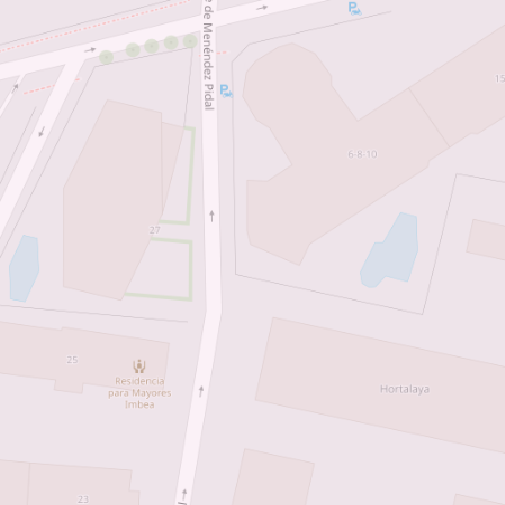 e de Menéndez Pidal
15
6-8-10
27
25
Residencia
para Mayores
Imbea
Hortalaya
23